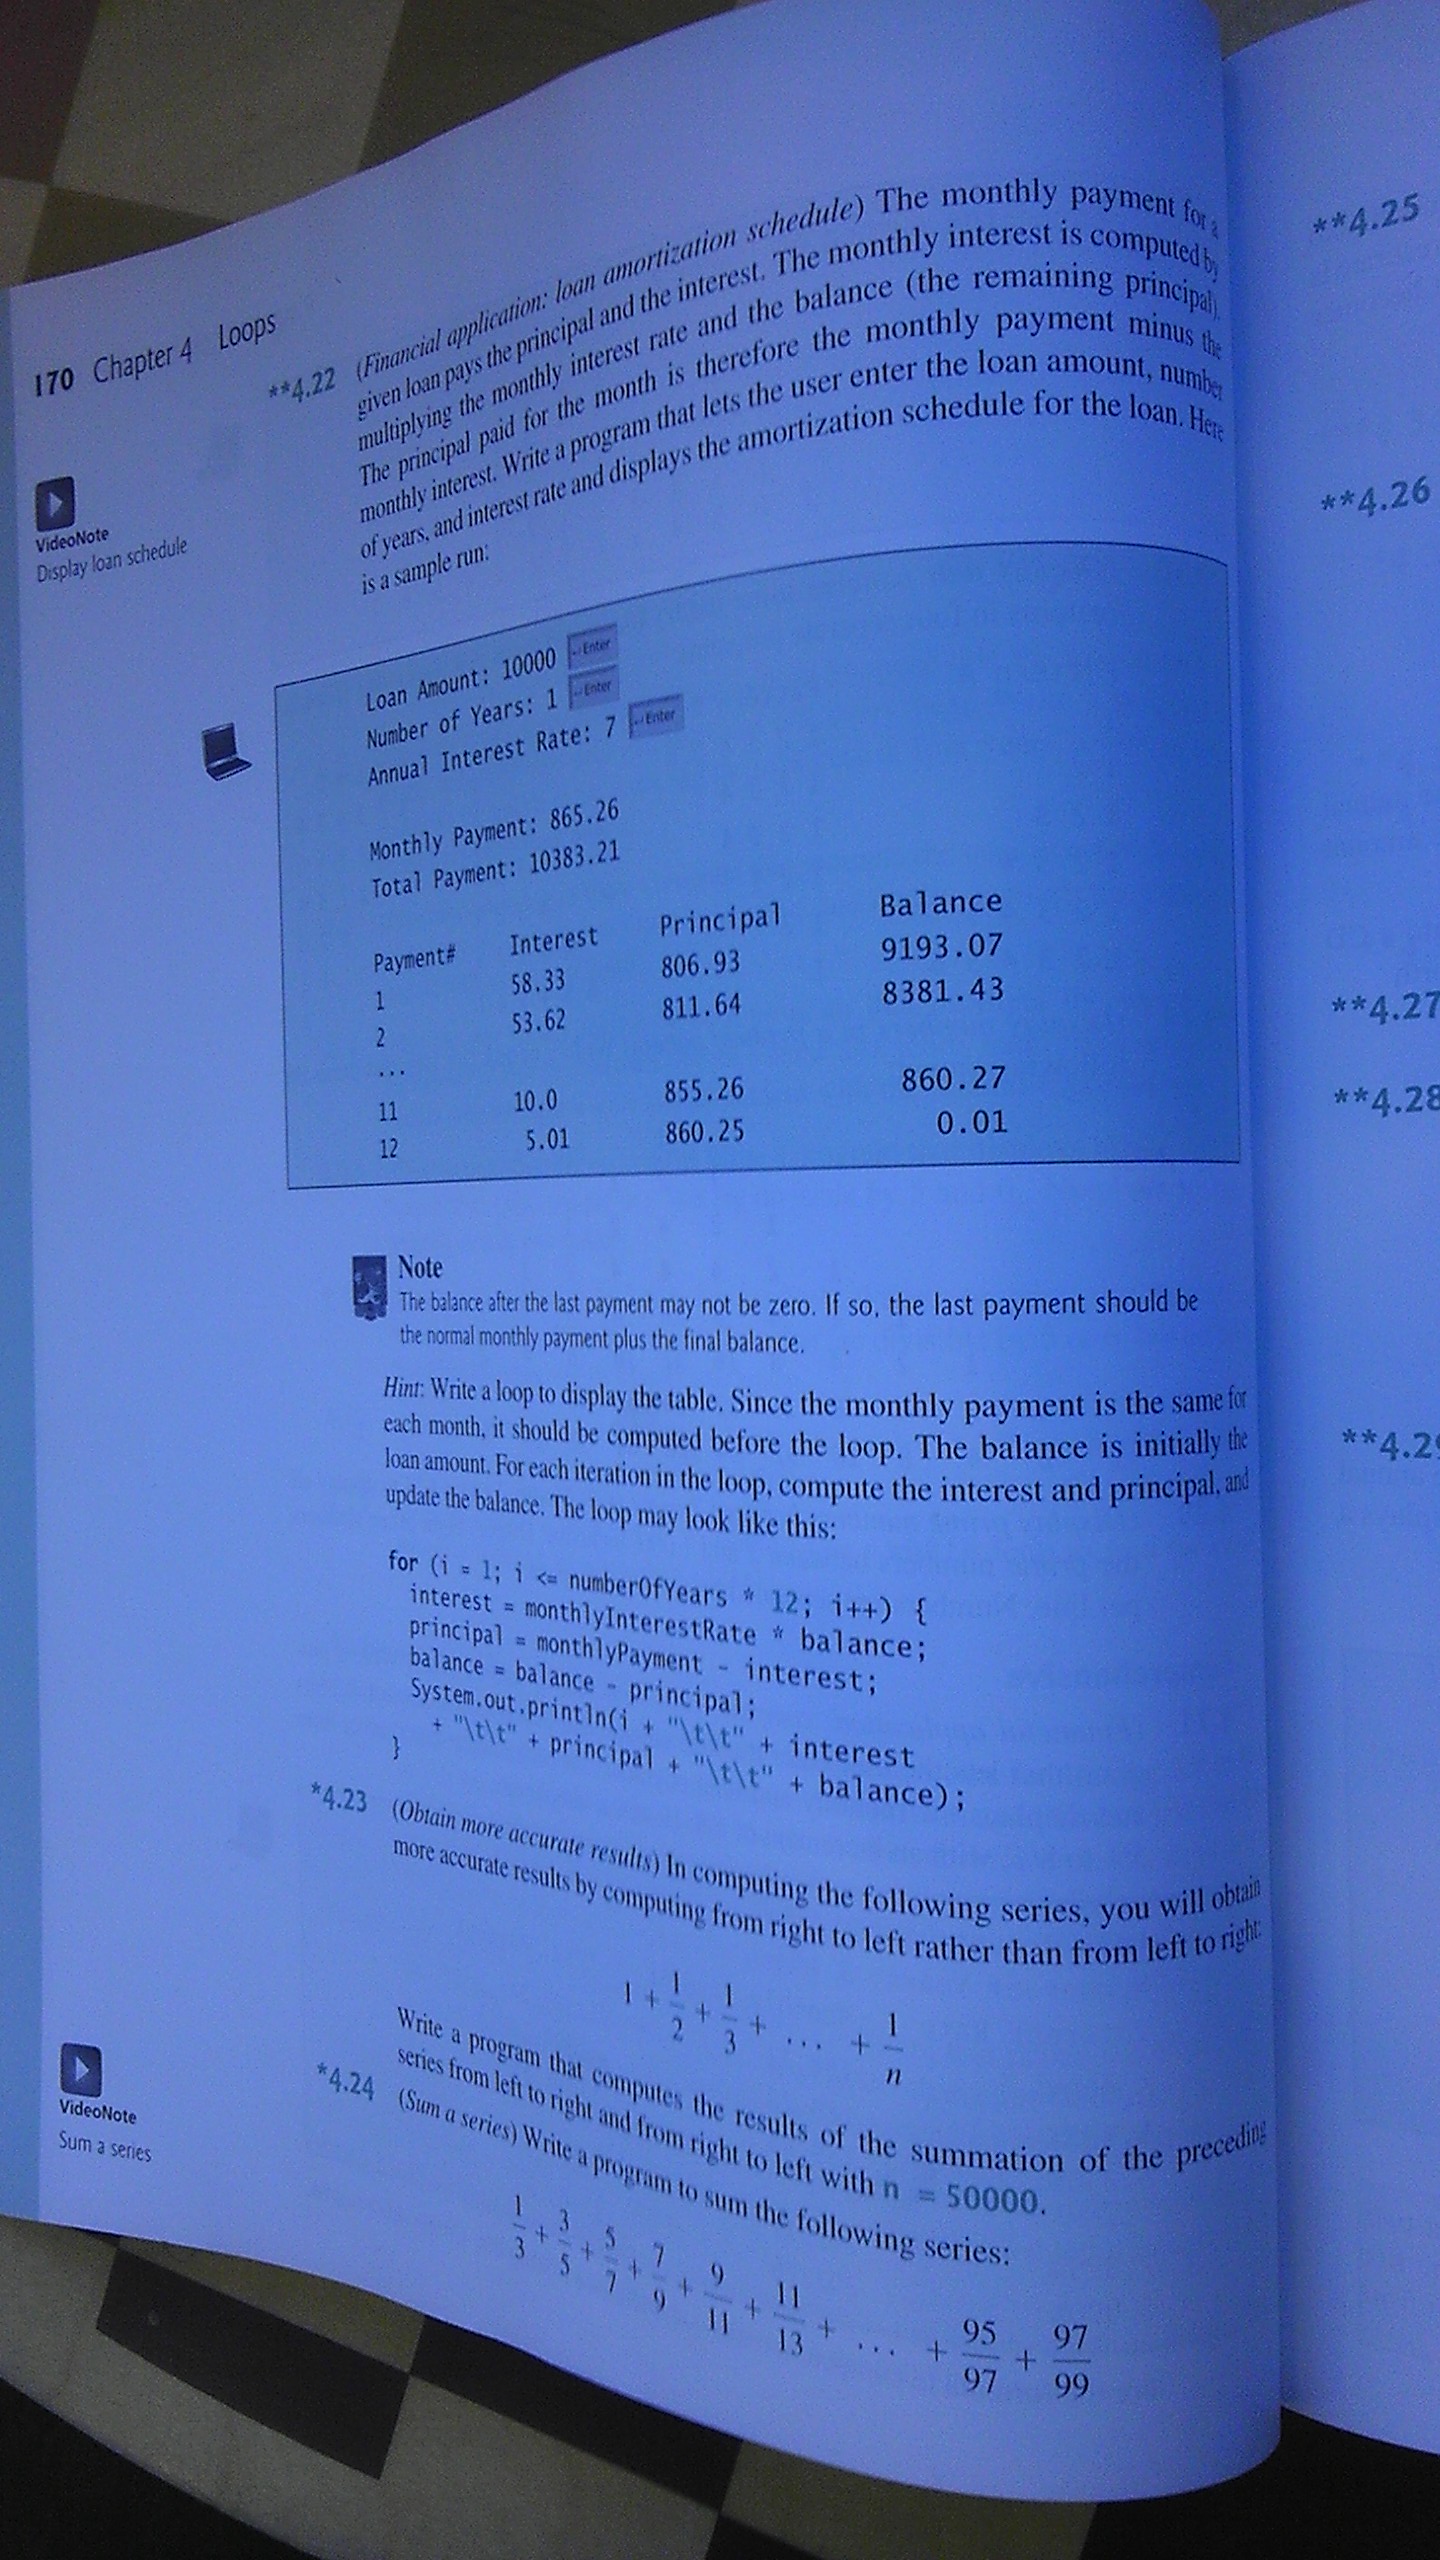 170 Chapter 4 Loops
**4.22 (Financial application: loan amortization schedule) The monthly payment for a
given loan pays the principal and the interest. The monthly interest is computed by
multiplying the monthly interest rate and the balance (the remaining principal).
The principal paid for the month is therefore the monthly payment minus the
monthly interest. Write a program that lets the user enter the loan amount, number
of years, and interest rate and displays the amortization schedule for the loan. Here
is a sample run:
VideoNote
Display loan schedule
Loan Amount: 10000 Enter
Number of Years: 1 Enter
Annual Interest Rate: 7 Enter
Monthly Payment: 865.26
Total Payment: 10383.21
Payment# Interest Principal Balance
1 58.33 806.93 9193.07
2 53.62 811.64 8381.43
...
11 10.0 855.26 860.27
12 5.01 860.25 0.01
Note
The balance after the last payment may not be zero. If so, the last payment should be
the normal monthly payment plus the final balance.
Hint: Write a loop to display the table. Since the monthly payment is the same for
each month, it should be computed before the loop. The balance is initially the
loan amount. For each iteration in the loop, compute the interest and principal, and
update the balance. The loop may look like this:
for (i = 1; i <= numberOfYears * 12; i++) {
interest = monthlyInterestRate * balance;
principal = monthlyPayment - interest;
balance = balance - principal;
System.out.println(i + "\t\t" + interest
+ "\t\t" + principal + "\t\t" + balance);
}
*4.23 (Obtain more accurate results) In computing the following series, you will obtain
more accurate results by computing from right to left rather than from left to right:
1 + 1/2 + 1/3 + ... + 1/n
Write a program that computes the results of the summation of the preceding
series from left to right and from right to left with n = 50000.
*4.24 (Sum a series) Write a program to sum the following series:
VideoNote
Sum a series
1/3 + 3/5 + 5/7 + 7/9 + 9/11 + 11/13 + ... + 95/97 + 97/99
**4.25
**4.26
**4.27
**4.28
**4.29